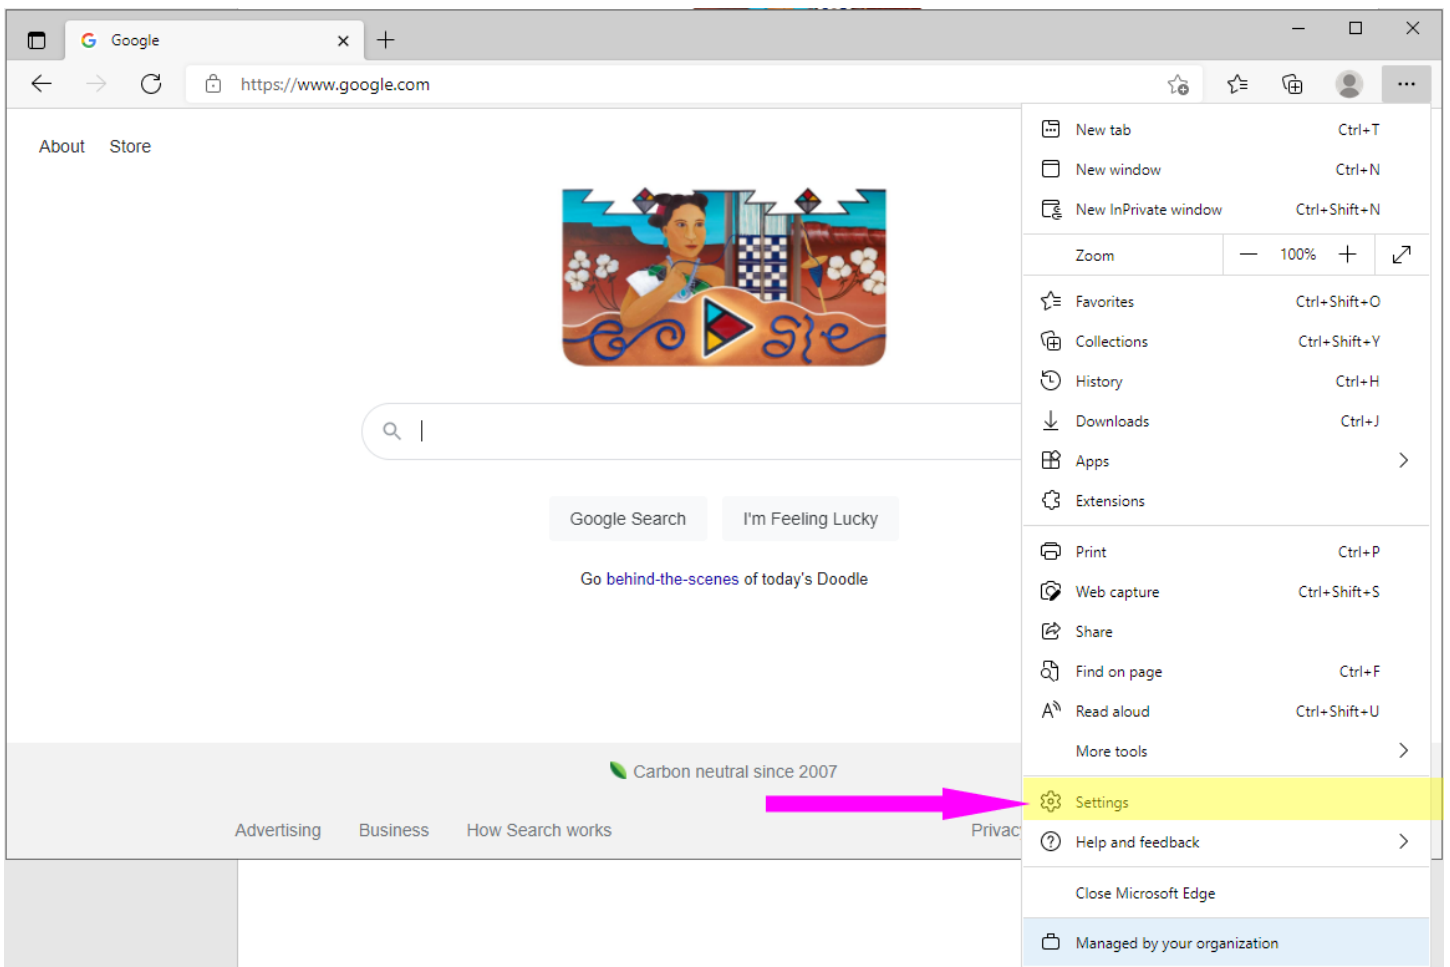 Google
https://www.google.com
About Store
Google
Google Search I'm Feeling Lucky
Go behind-the-scenes of today's Doodle
Carbon neutral since 2007
Advertising Business How Search works Privac
New tab Ctrl+T
New window Ctrl+N
New InPrivate window Ctrl+Shift+N
Zoom — 100% +
Favorites Ctrl+Shift+O
Collections Ctrl+Shift+Y
History Ctrl+H
Downloads Ctrl+J
Apps
Extensions
Print Ctrl+P
Web capture Ctrl+Shift+S
Share
Find on page Ctrl+F
Read aloud Ctrl+Shift+U
More tools
Settings
Help and feedback
Close Microsoft Edge
Managed by your organization